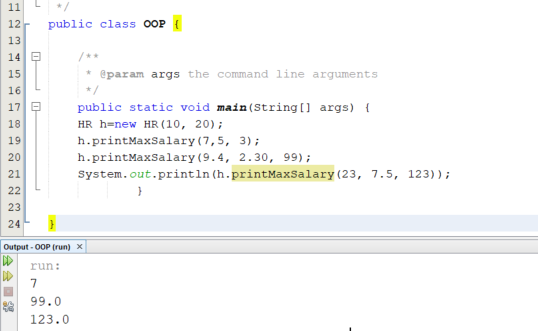 11 */
12 public class OOP {
13
14 /**
15 * @param args the command line arguments
16 */
17 public static void main(String[] args) {
18 HR h=new HR(10, 20);
19 h.printMaxSalary(7,5, 3);
20 h.printMaxSalary(9.4, 2.30, 99);
21 System.out.println(h.printMaxSalary(23, 7.5, 123));
22 }
23
24 }
Output - OOP (run) ×
run:
7
99.0
123.0